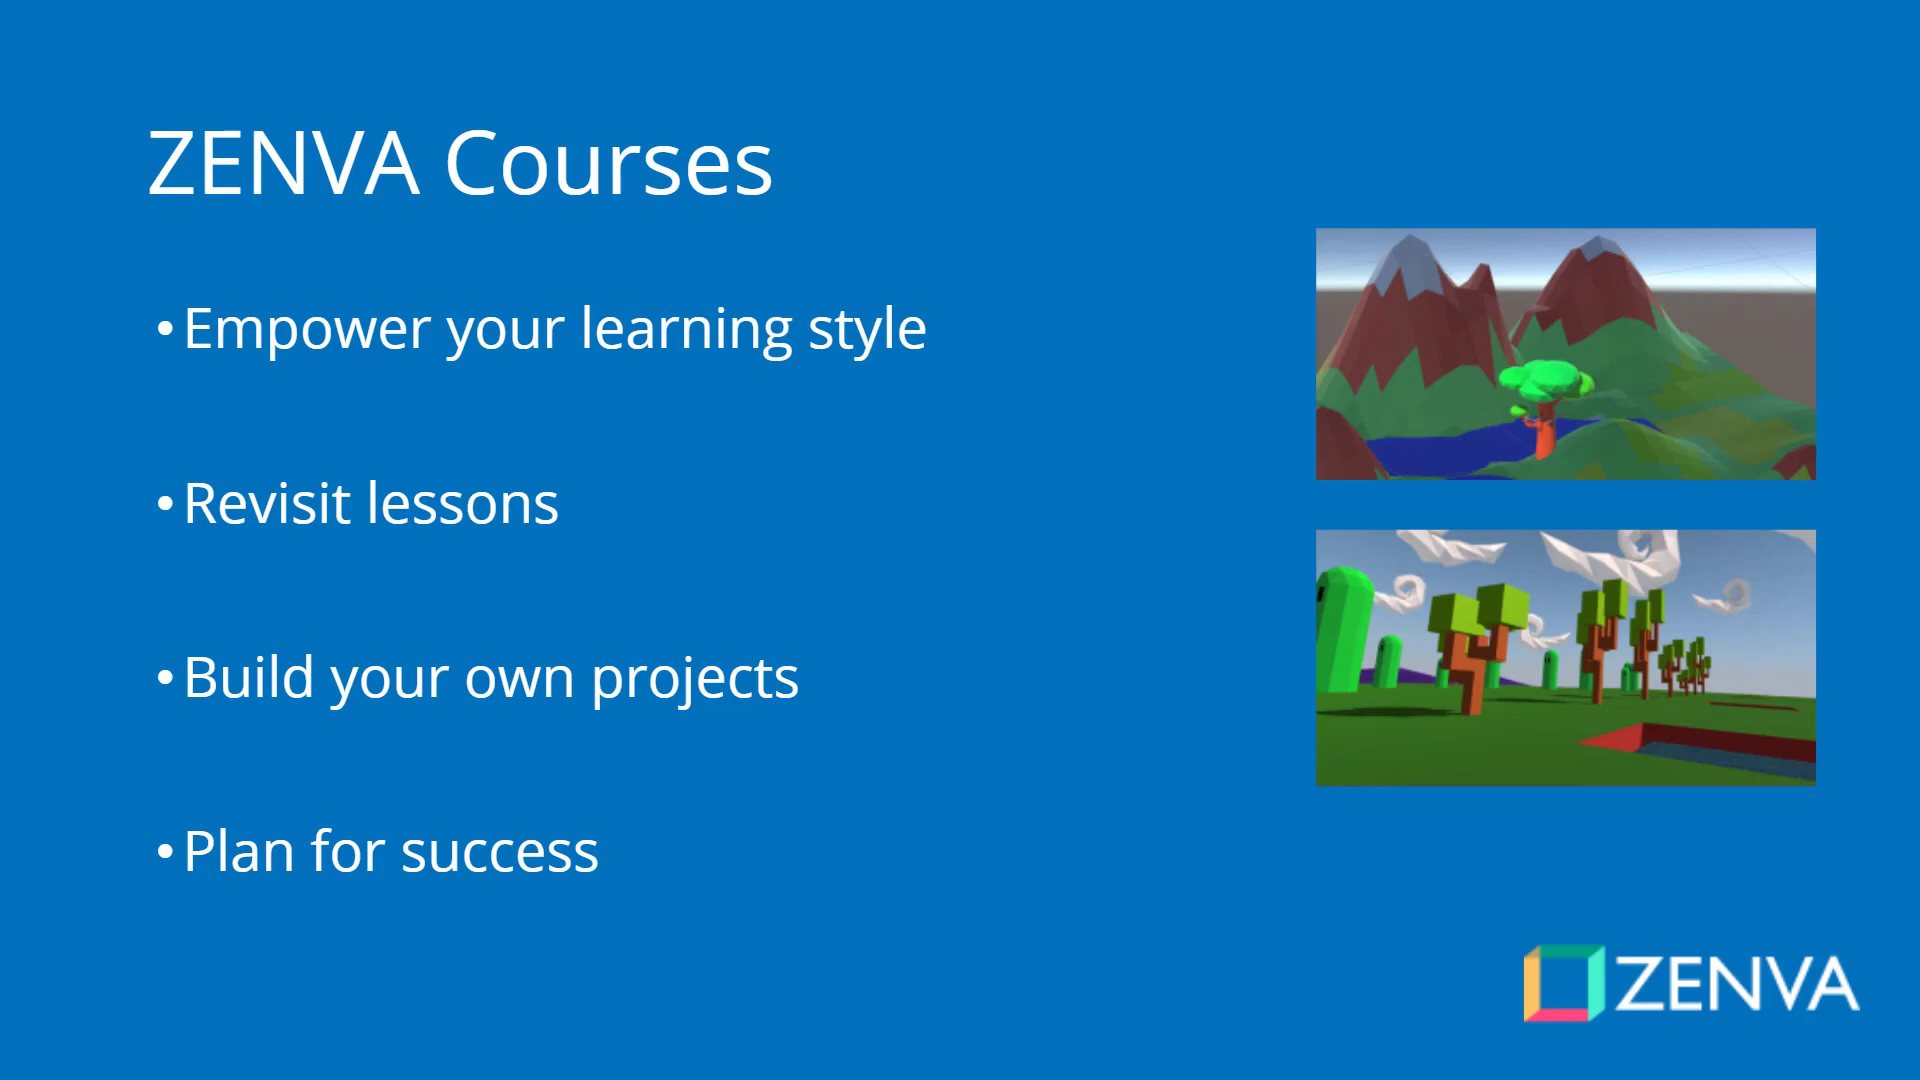 ZENVA Courses
• Empower your learning style
• Revisit lessons
• Build your own projects
• Plan for success
ZENVA